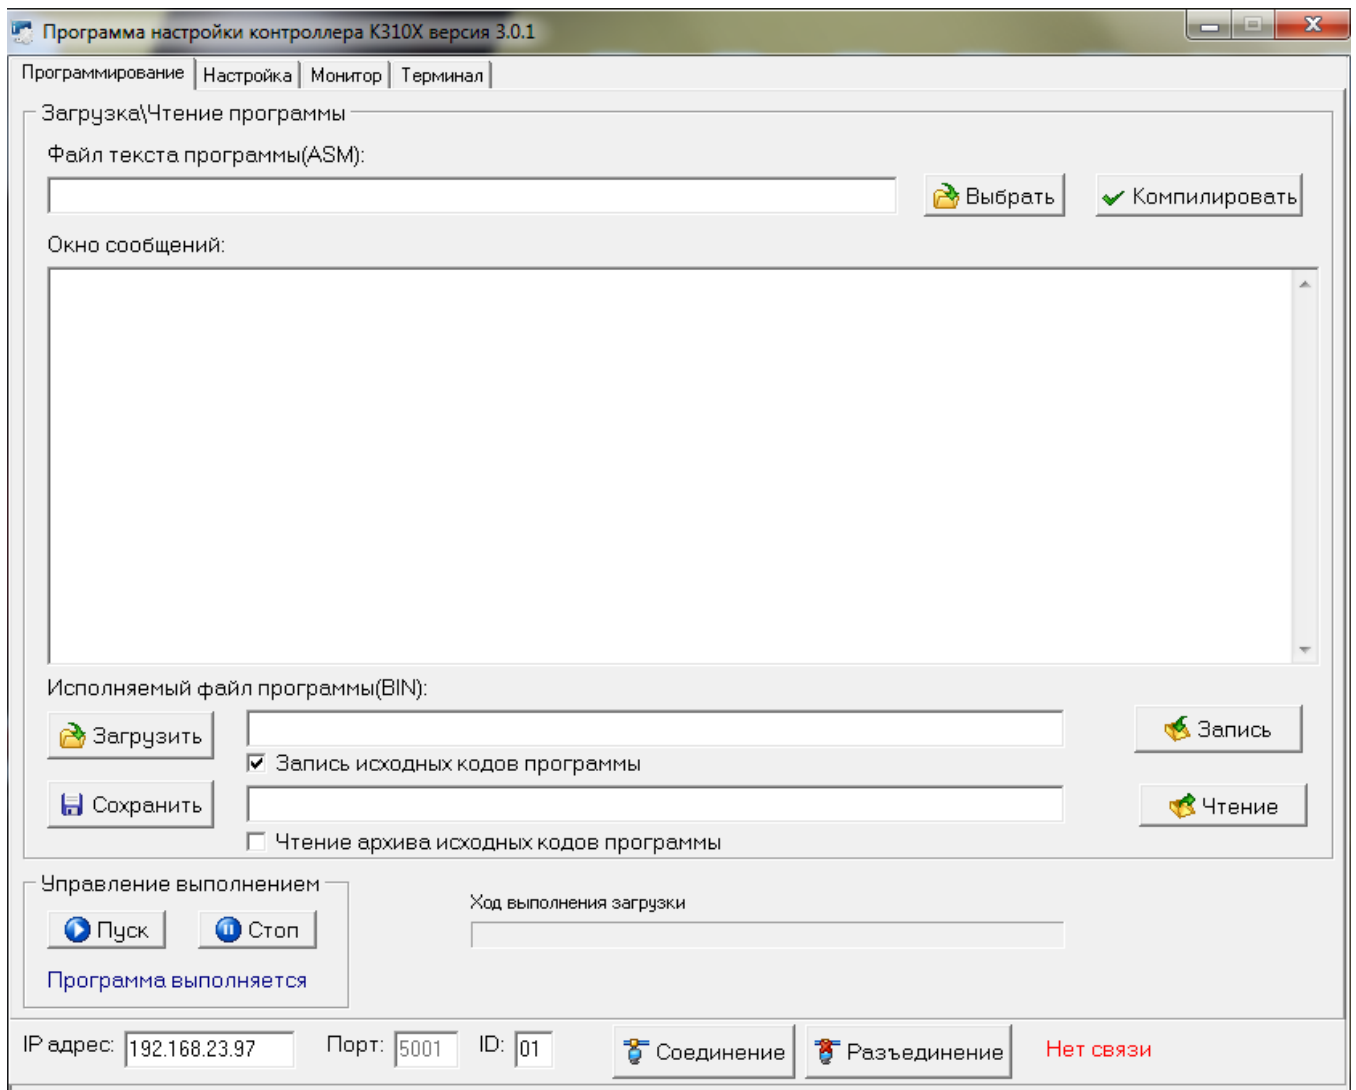 Программа настройки контроллера К310Х версия 3.0.1
Программирование Настройка Монитор Терминал
Загрузка\Чтение программы
Файл текста программы(ASM):
Выбрать Компилировать
Окно сообщений:
Исполняемый файл программы(BIN):
Загрузить Запись
Запись исходных кодов программы
Сохранить Чтение
Чтение архива исходных кодов программы
Управление выполнением
Ход выполнения загрузки
Пуск Стоп
Программа выполняется
IP адрес: 192.168.23.97 Порт: 5001 ID: 01 Соединение Разъединение Нет связи